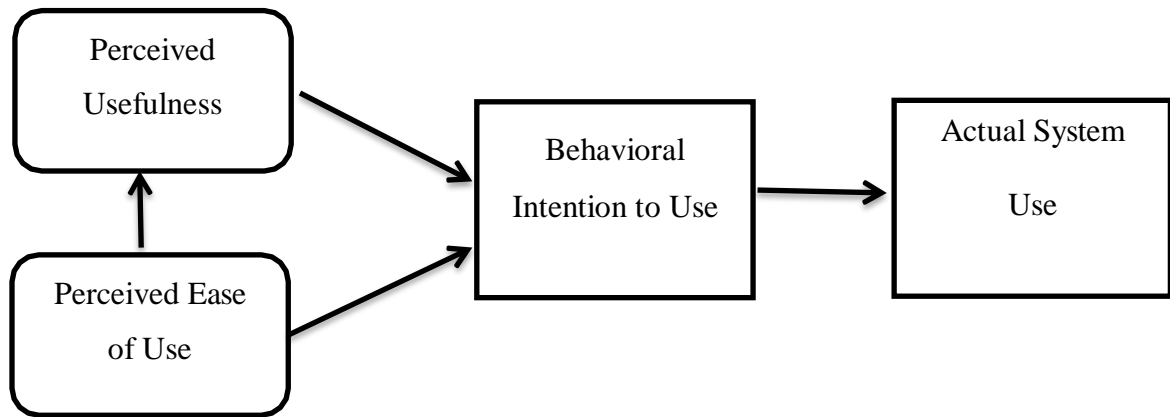 Perceived
Usefulness
Perceived Ease
of Use
Behavioral
Intention to Use
Actual System
Use